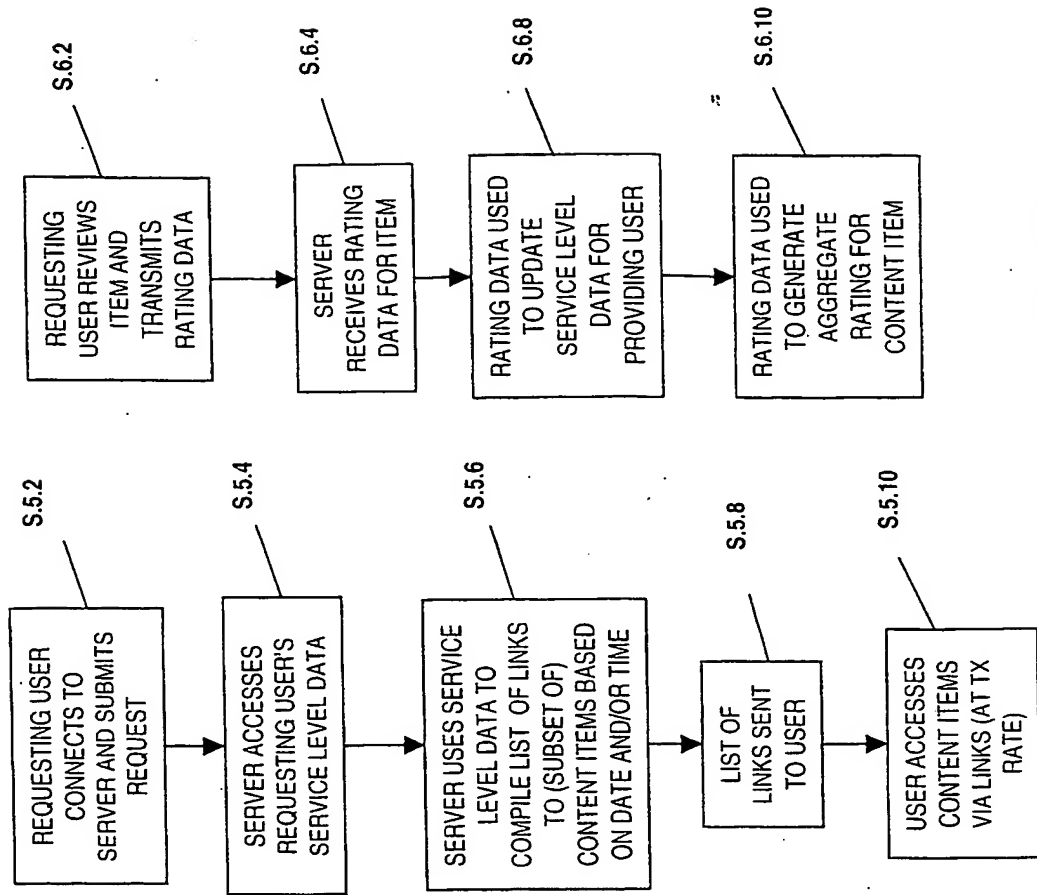 S.5.2
REQUESTING USER
CONNECTS TO
SERVER AND SUBMITS
REQUEST
S.5.4
SERVER ACCESSES
REQUESTING USER'S
SERVICE LEVEL DATA
S.5.6
SERVER USES SERVICE
LEVEL DATA TO
COMPILE LIST OF LINKS
TO (SUBSET OF)
CONTENT ITEMS BASED
ON DATE AND/OR TIME
S.5.8
LIST OF
LINKS SENT
TO USER
S.5.10
USER ACCESSES
CONTENT ITEMS
VIA LINKS (AT TX
RATE)
S.6.2
REQUESTING
USER REVIEWS
ITEM AND
TRANSMITS
RATING DATA
S.6.4
SERVER
RECEIVES RATING
DATA FOR ITEM
S.6.8
RATING DATA USED
TO UPDATE
SERVICE LEVEL
DATA FOR
PROVIDING USER
S.6.10
RATING DATA USED
TO GENERATE
AGGREGATE
RATING FOR
CONTENT ITEM